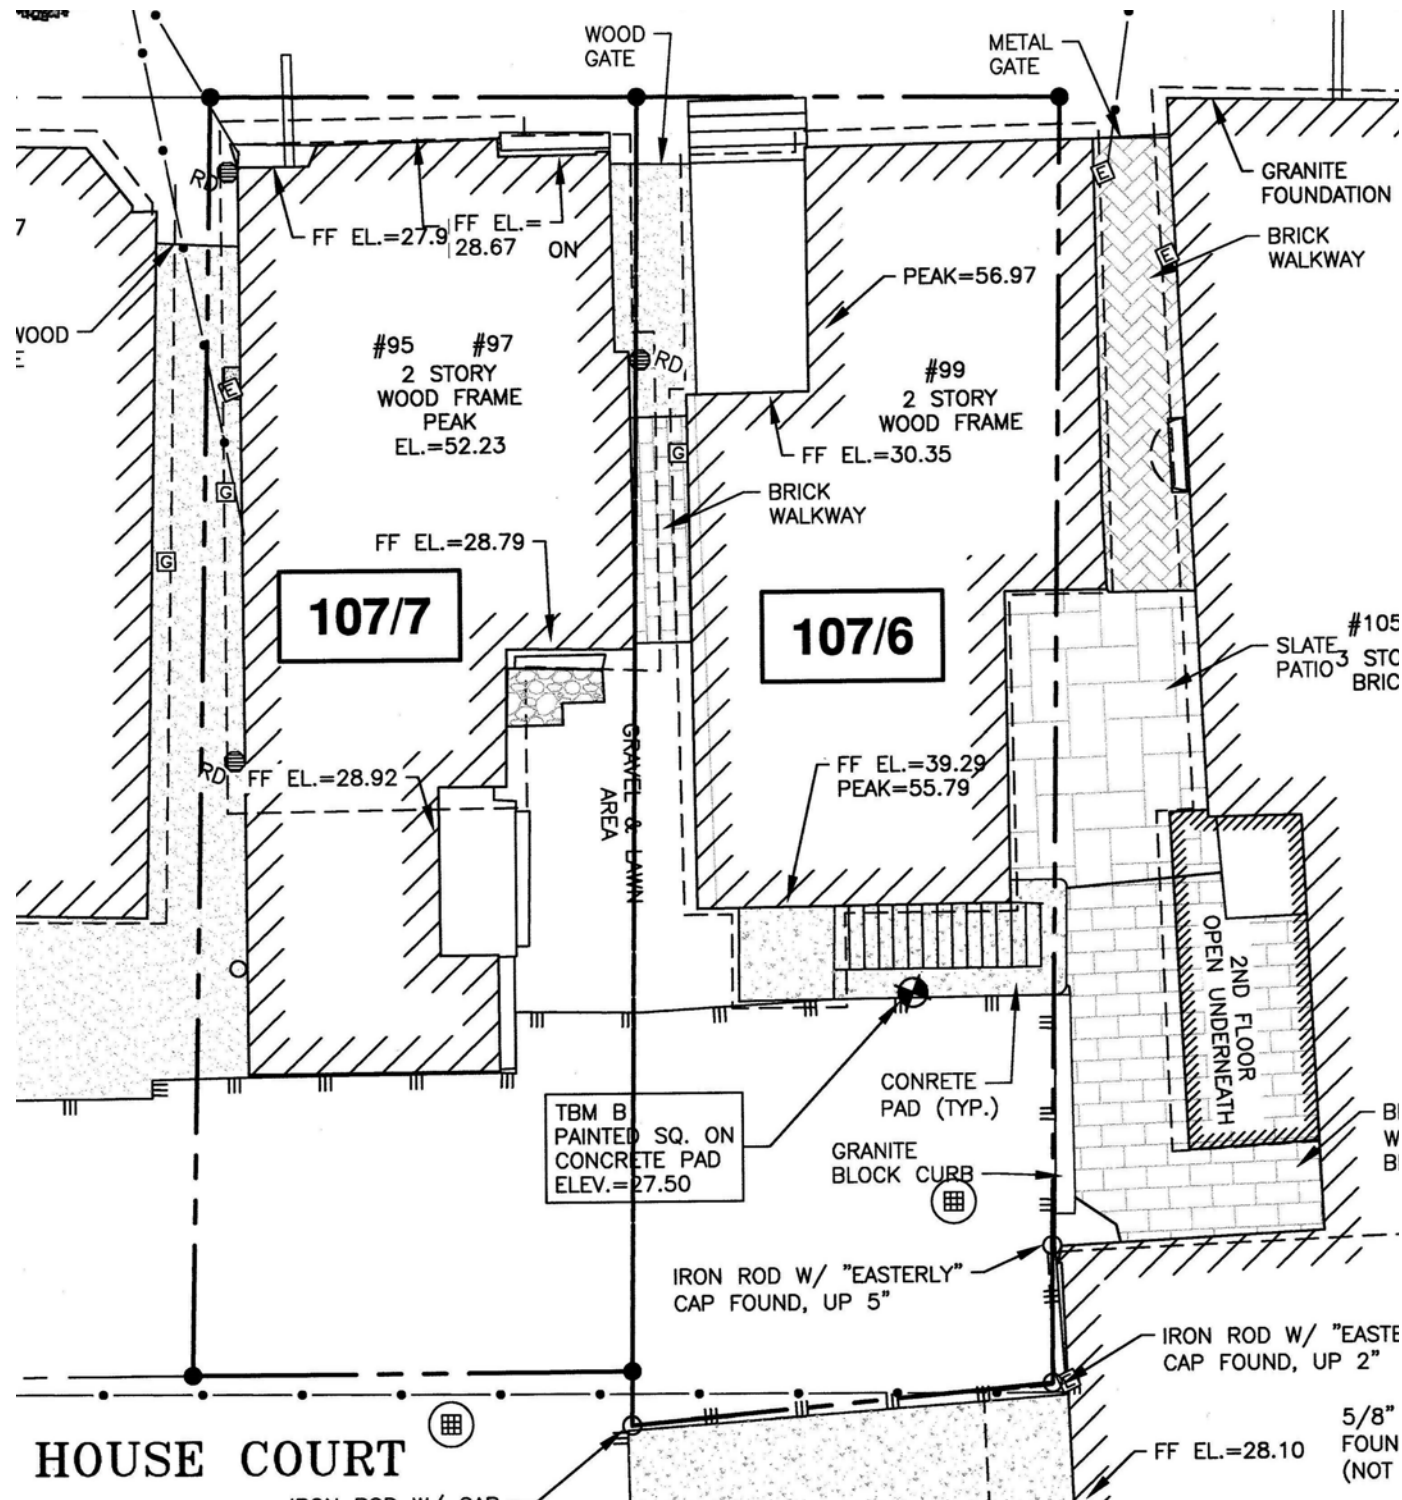 WOOD
GATE
METAL
GATE
GRANITE
FOUNDATION
RD
7
FF EL.=27.9
FF EL.=
28.67
ON
BRICK
WALKWAY
E
E
PEAK=56.97
WOOD
E
#95 #97
2 STORY
WOOD FRAME
PEAK
EL.=52.23
RD
#99
2 STORY
WOOD FRAME
E
FF EL.=30.35
G
G
BRICK
WALKWAY
FF EL.=28.79
G
107/7
107/6
#105
SLATE
PATIO
3 STO
BRIC
GRAVEL & LAWN
AREA
RD
FF EL.=28.92
FF EL.=39.29
PEAK=55.79
2ND FLOOR
OPEN UNDERNEATH
CONRETE
PAD (TYP.)
TBM B
PAINTED SQ. ON
CONCRETE PAD
ELEV.=27.50
GRANITE
BLOCK CURB
B
W
B
IRON ROD W/ "EASTERLY"
CAP FOUND, UP 5"
IRON ROD W/ "EASTE
CAP FOUND, UP 2"
E
HOUSE COURT
5/8"
FOUN
(NOT
FF EL.=28.10
IRON ROD W/ CAP